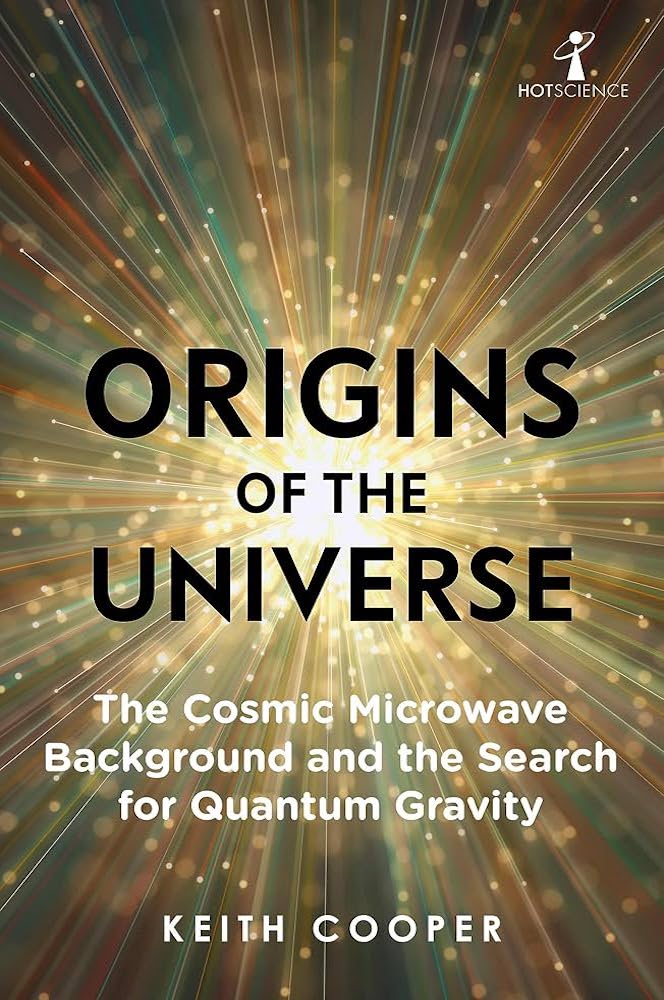 HOTSCIENCE
ORIGINS
OF THE
UNIVERSE
The Cosmic Microwave
Background and the Search
for Quantum Gravity
KEITH COOPER